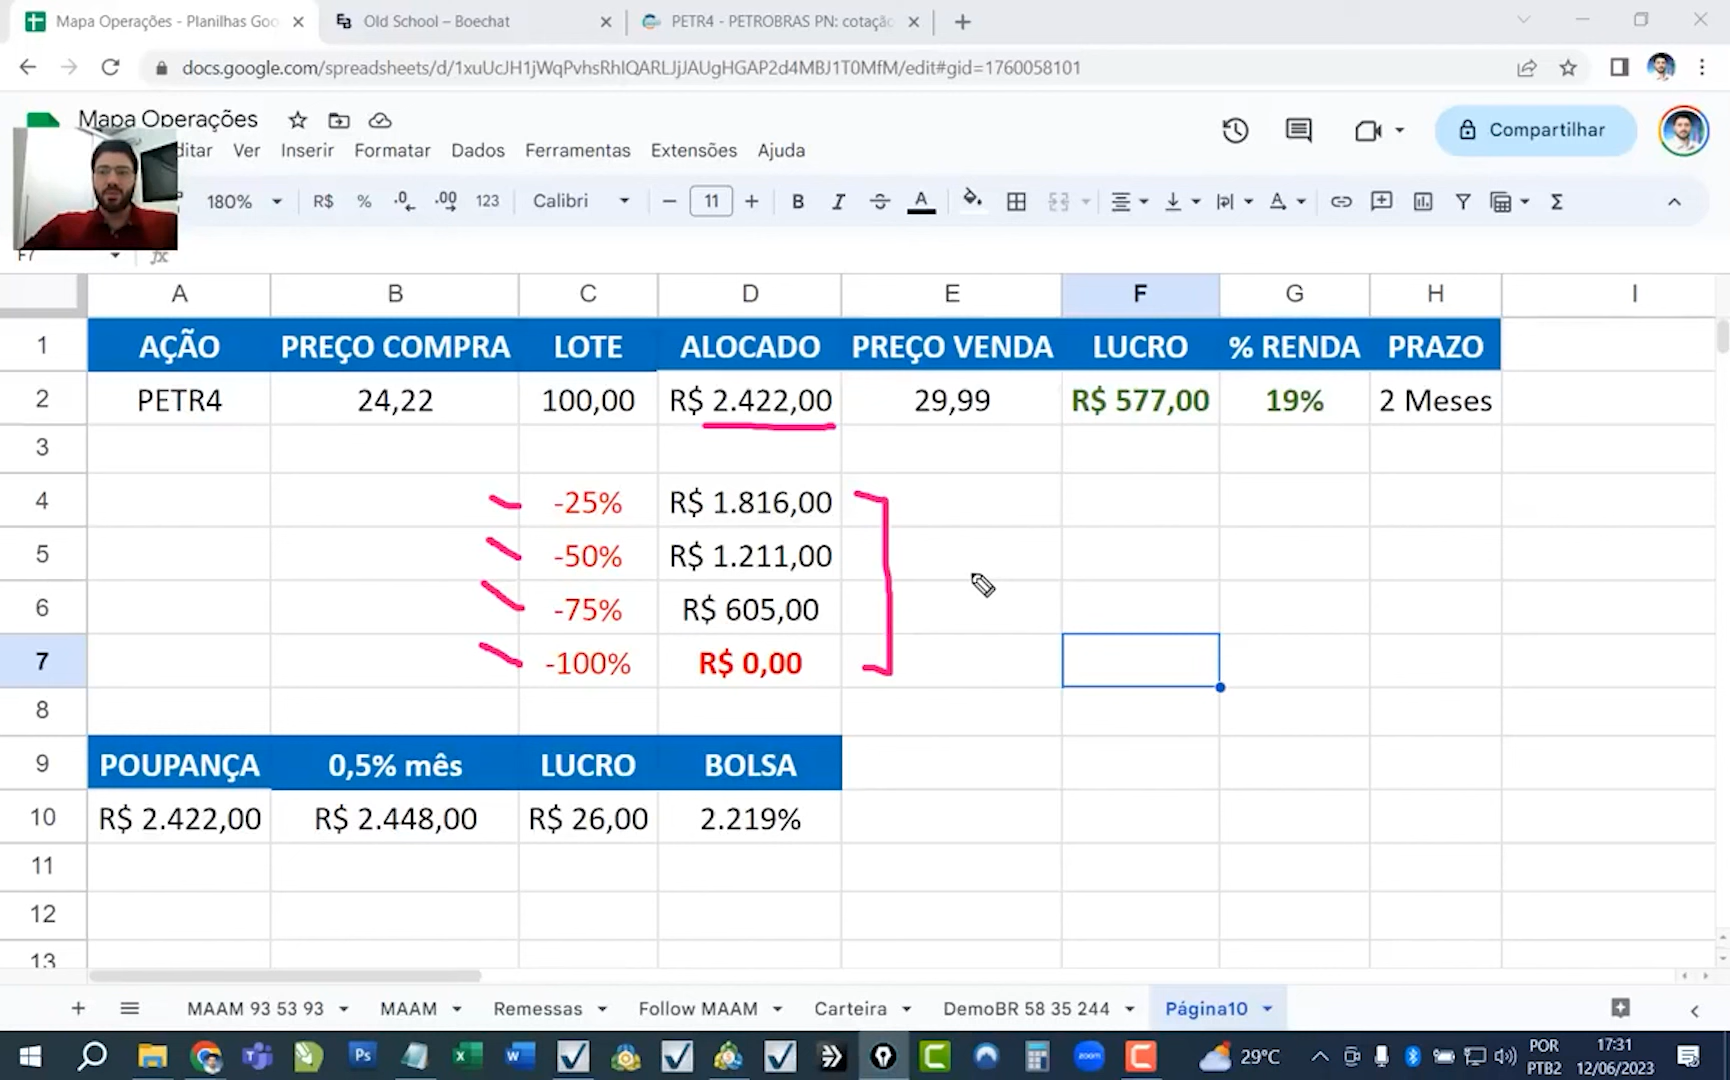 Mapa Operações - Planilhas Goo
Old School – Boechat
PETR4 - PETROBRAS PN: cotaçã
docs.google.com/spreadsheets/d/1xuUcJH1jWqPvhsRhIQARLJjJAUgHGAP2d4MBJ1T0MfM/edit#gid=1760058101
Mapa Operações
ditar Ver Inserir Formatar Dados Ferramentas Extensões Ajuda
Compartilhar
180% R$ % .0 .00 123 Calibri 11 B I S A
F7 fx
A B C D E F G H I
1 AÇÃO PREÇO COMPRA LOTE ALOCADO PREÇO VENDA LUCRO % RENDA PRAZO
2 PETR4 24,22 100,00 R$ 2.422,00 29,99 R$ 577,00 19% 2 Meses
3
4 -25% R$ 1.816,00
5 -50% R$ 1.211,00
6 -75% R$ 605,00
7 -100% R$ 0,00
8
9 POUPANÇA 0,5% mês LUCRO BOLSA
10 R$ 2.422,00 R$ 2.448,00 R$ 26,00 2.219%
11
12
13
MAAM 93 53 93 MAAM Remessas Follow MAAM Carteira DemoBR 58 35 244 Página10
29°C POR 17:31
PTB2 12/06/2023